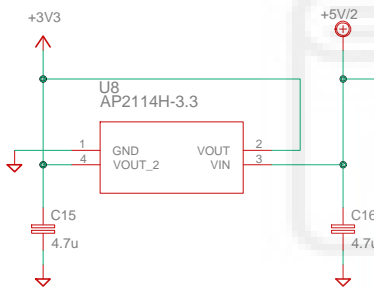 +3V3
+5V/2
U8
AP2114H-3.3
1 GND VOUT 2
4 VOUT_2 VIN 3
C15
4.7u
C16
4.7u